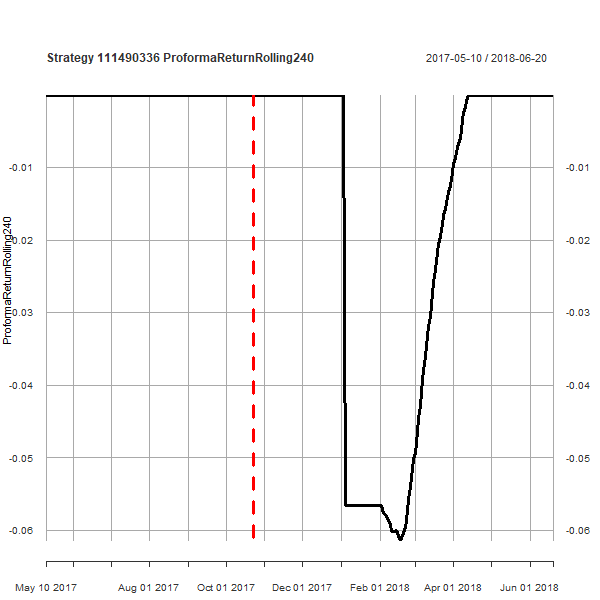 Strategy 111490336 ProformaReturnRolling240
2017-05-10 / 2018-06-20
ProformaReturnRolling240
-0.01 -0.01
-0.02 -0.02
-0.03 -0.03
-0.04 -0.04
-0.05 -0.05
-0.06 -0.06
May 10 2017 Aug 01 2017 Oct 01 2017 Dec 01 2017 Feb 01 2018 Apr 01 2018 Jun 01 2018